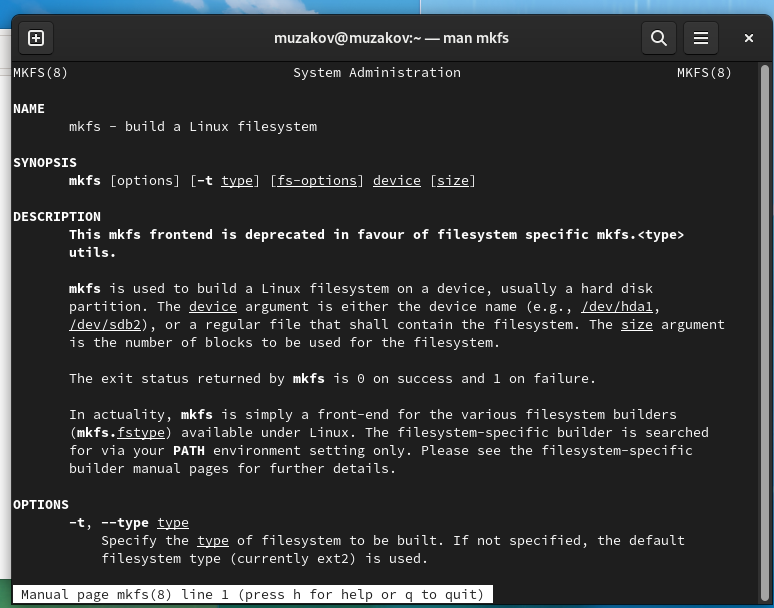 muzakov@muzakov:~ — man mkfs
MKFS(8) System Administration MKFS(8)
NAME
mkfs - build a Linux filesystem
SYNOPSIS
mkfs [options] [-t type] [fs-options] device [size]
DESCRIPTION
This mkfs frontend is deprecated in favour of filesystem specific mkfs.<type>
utils.
mkfs is used to build a Linux filesystem on a device, usually a hard disk
partition. The device argument is either the device name (e.g., /dev/hda1,
/dev/sdb2), or a regular file that shall contain the filesystem. The size argument
is the number of blocks to be used for the filesystem.
The exit status returned by mkfs is 0 on success and 1 on failure.
In actuality, mkfs is simply a front-end for the various filesystem builders
(mkfs.fstype) available under Linux. The filesystem-specific builder is searched
for via your PATH environment setting only. Please see the filesystem-specific
builder manual pages for further details.
OPTIONS
-t, --type type
Specify the type of filesystem to be built. If not specified, the default
filesystem type (currently ext2) is used.
Manual page mkfs(8) line 1 (press h for help or q to quit)